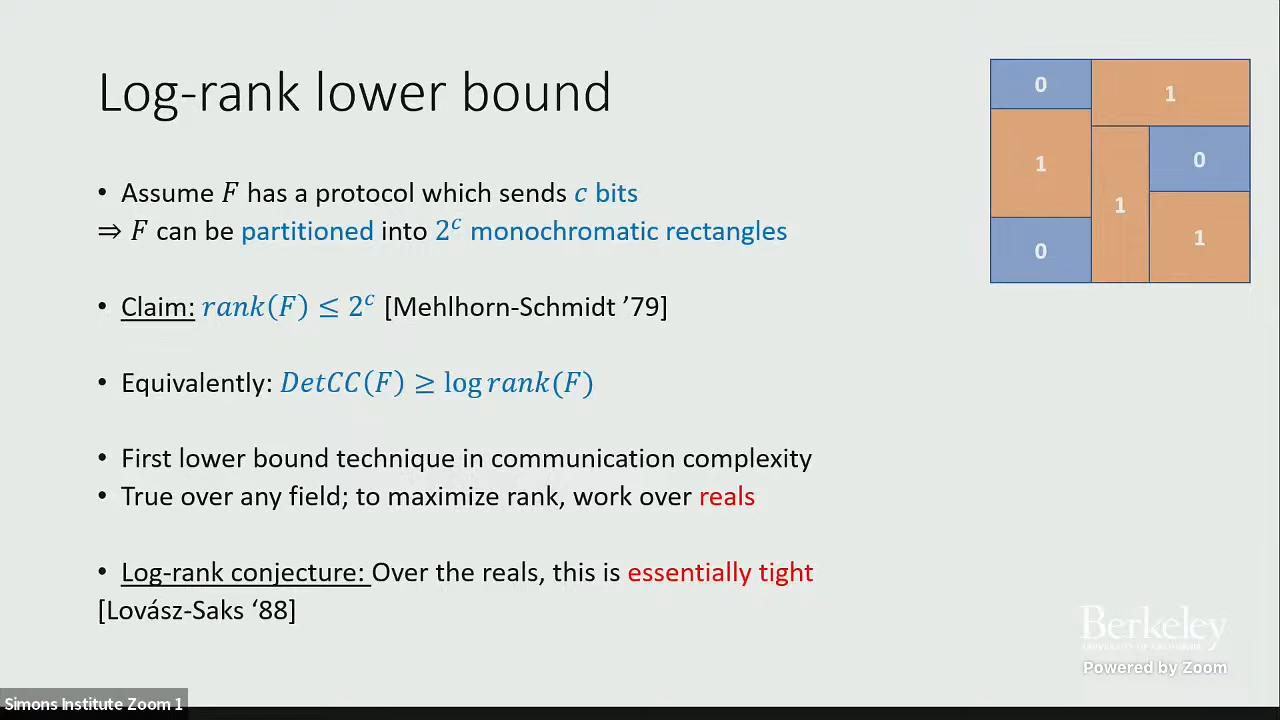 Log-rank lower bound
• Assume F has a protocol which sends c bits
⇒ F can be partitioned into 2^c monochromatic rectangles
• Claim: rank(F) ≤ 2^c [Mehlhorn-Schmidt ’79]
• Equivalently: DetCC(F) ≥ log rank(F)
• First lower bound technique in communication complexity
• True over any field; to maximize rank, work over reals
• Log-rank conjecture: Over the reals, this is essentially tight
[Lovász-Saks ‘88]
0
1
1
0
1
1
0
Berkeley
UNIVERSITY OF CALIFORNIA
Powered by Zoom
Simons Institute Zoom 1